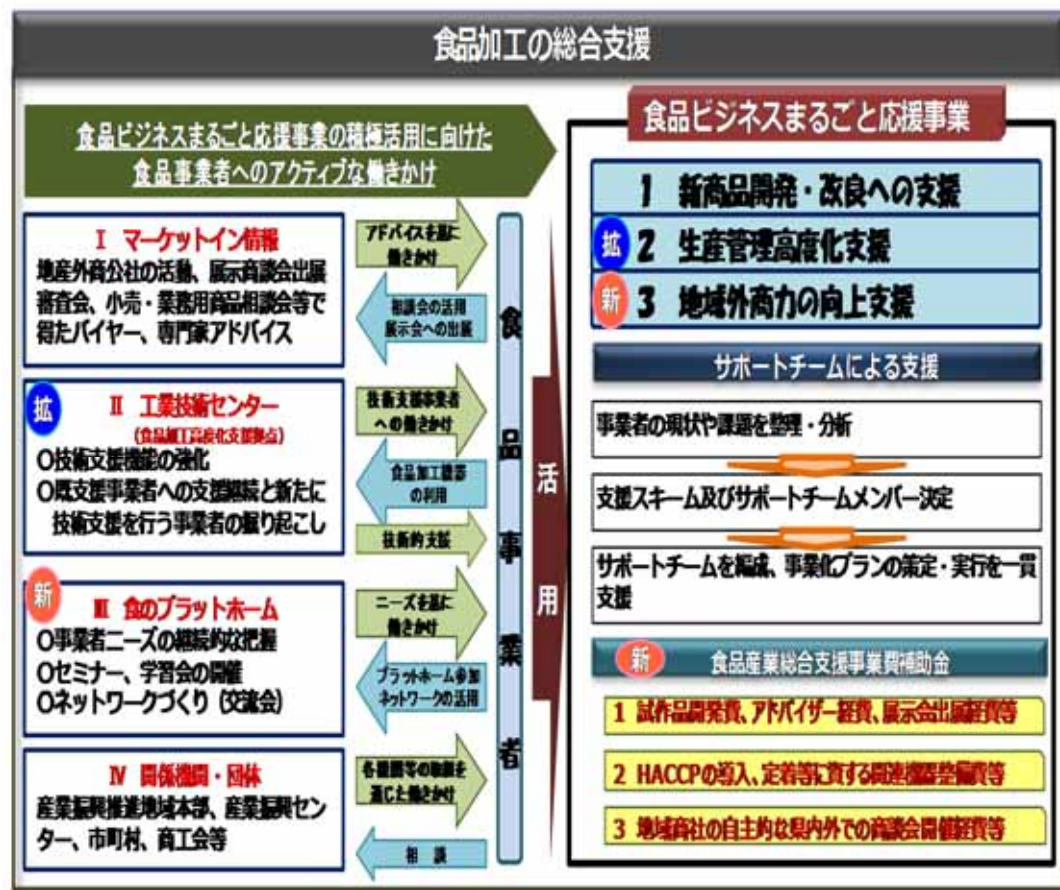 食品加工の総合支援
食品ビジネスまるごと応援事業の積極活用に向けた
食品事業者へのアクティブな働きかけ
Ⅰ マーケットイン情報
地産外商公社の活動、展示商談会出展
審査会、小売・業務用商品相談会等で
得たバイヤー、専門家アドバイス
アドバイスを基に
働きかけ
相談会の活用
展示会への出展
拡
Ⅱ 工業技術センター
(食品加工高度化支援拠点)
○技術支援機能の強化
○既支援事業者への支援継続と新たに
技術支援を行う事業者の掘り起こし
技術支援事業者
への働きかけ
食品加工機器
の利用
技術的支援
新
Ⅲ 食のプラットホーム
○事業者ニーズの継続的な把握
○セミナー、学習会の開催
○ネットワークづくり(交流会)
ニーズを基に
働きかけ
プラットホーム参加
ネットワークの活用
Ⅳ 関係機関・団体
産業振興推進地域本部、産業振興セン
ター、市町村、商工会等
各機関等の取組を
通じた働きかけ
相 談
食品事業者
活用
食品ビジネスまるごと応援事業
1 新商品開発・改良への支援
拡 2 生産管理高度化支援
新 3 地域外商力の向上支援
サポートチームによる支援
事業者の現状や課題を整理・分析
支援スキーム及びサポートチームメンバー決定
サポートチームを編成、事業化プランの策定・実行を一貫
支援
新 食品産業総合支援事業費補助金
1 試作品開発費、アドバイザー経費、展示会出展経費等
2 HACCPの導入、定着等に資する関連機器整備費等
3 地域商社の自主的な県内外での商談会開催経費等